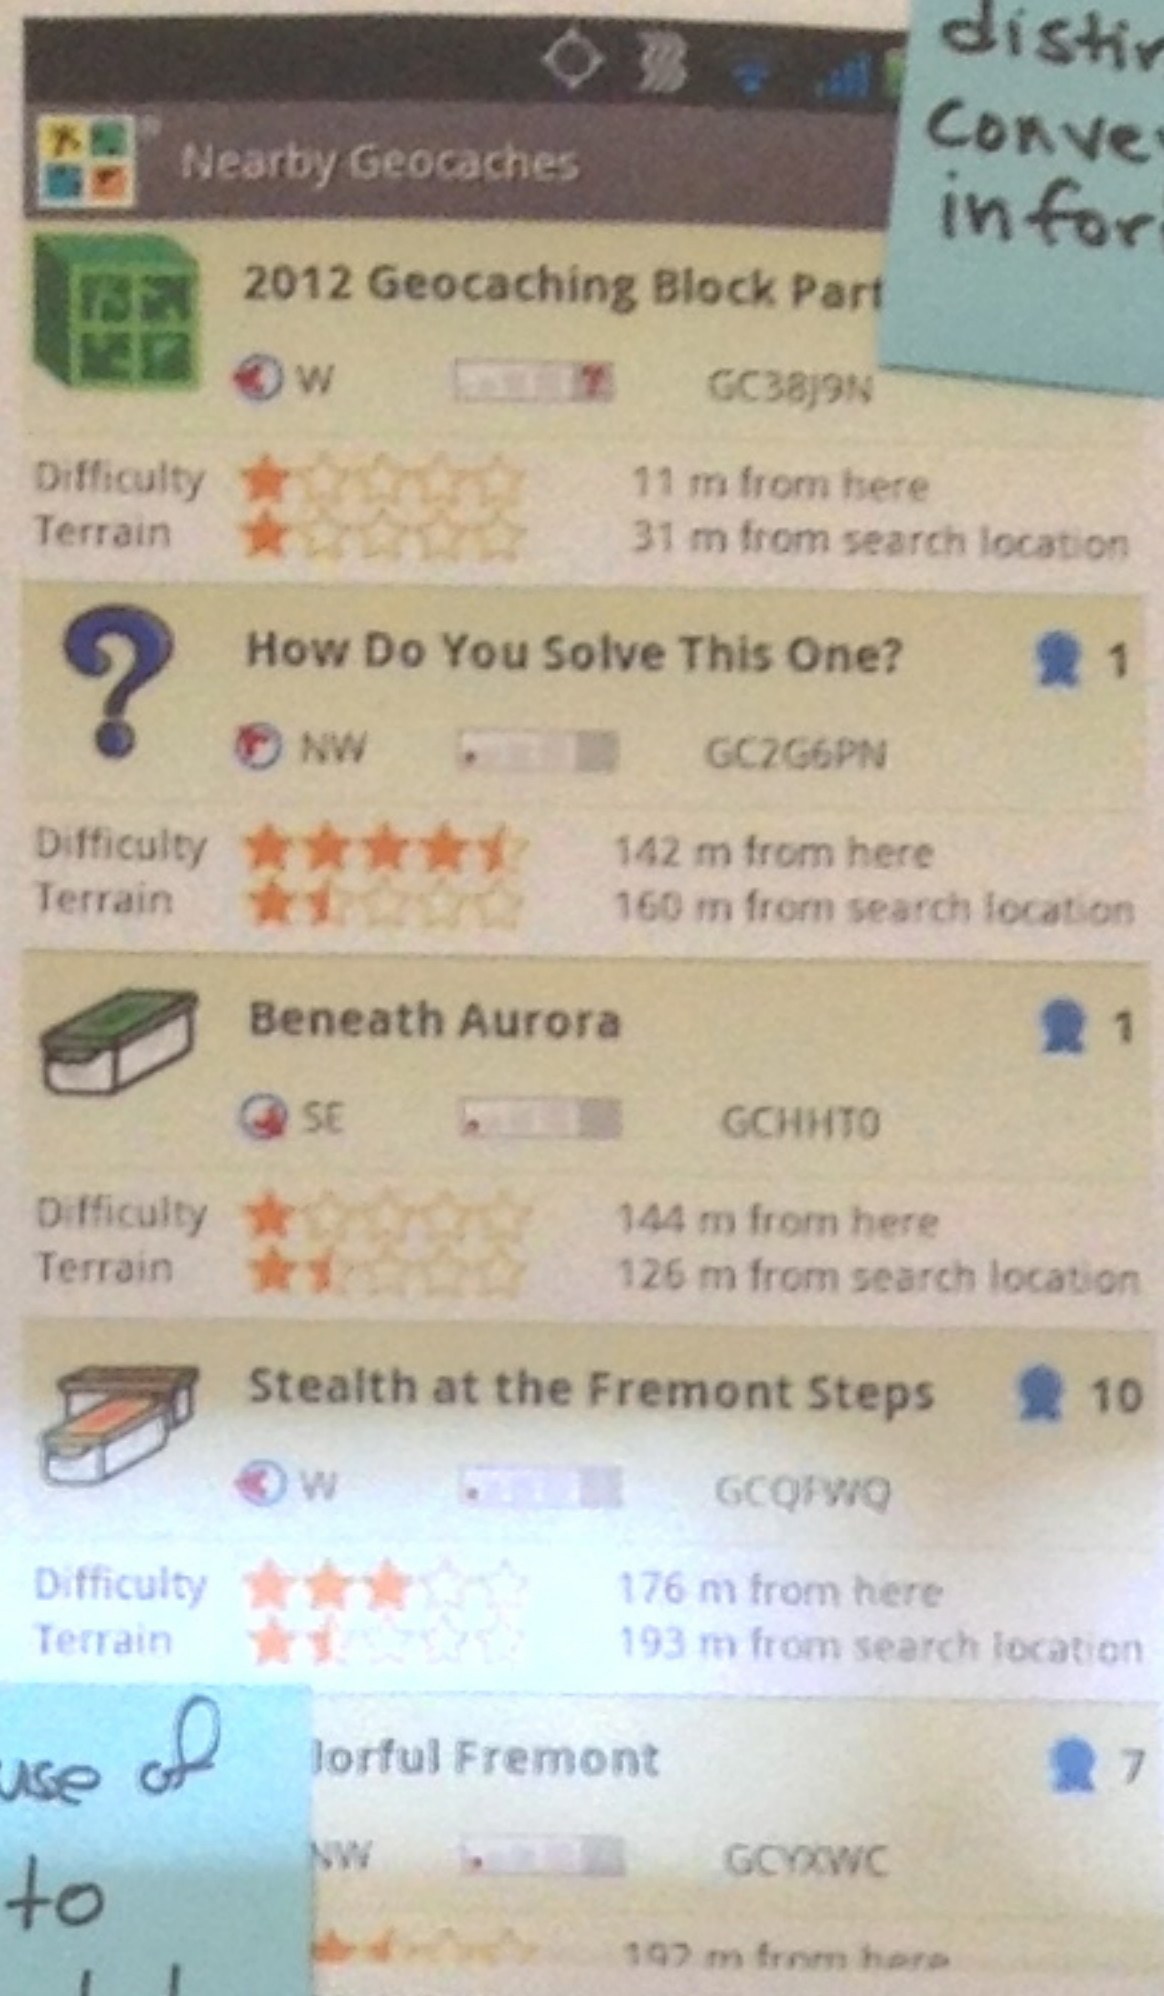 distin
Conve
infor
Nearby Geocaches
2012 Geocaching Block Part
W ? GC38J9N
Difficulty 11 m from here
Terrain 31 m from search location
How Do You Solve This One? 1
NW GC2G6PN
Difficulty 142 m from here
Terrain 160 m from search location
Beneath Aurora 1
SE GCHHT0
Difficulty 144 m from here
Terrain 126 m from search location
Stealth at the Fremont Steps 10
W GCQFWQ
Difficulty 176 m from here
Terrain 193 m from search location
use of
to
lorful Fremont 7
NW GCYXWC
192 m from here